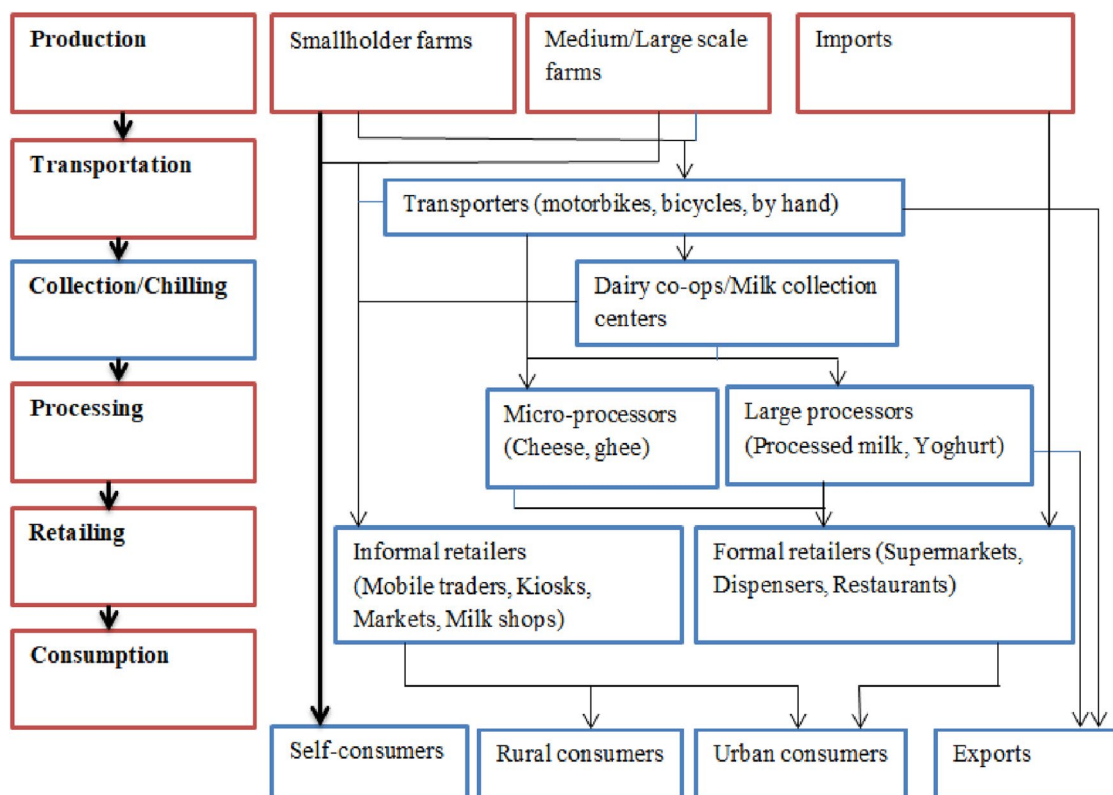 Production
Smallholder farms
Medium/Large scale
farms
Imports
Transportation
Transporters (motorbikes, bicycles, by hand)
Collection/Chilling
Dairy co-ops/Milk collection
centers
Processing
Micro-processors
(Cheese, ghee)
Large processors
(Processed milk, Yoghurt)
Retailing
Informal retailers
(Mobile traders, Kiosks,
Markets, Milk shops)
Formal retailers (Supermarkets,
Dispensers, Restaurants)
Consumption
Self-consumers
Rural consumers
Urban consumers
Exports